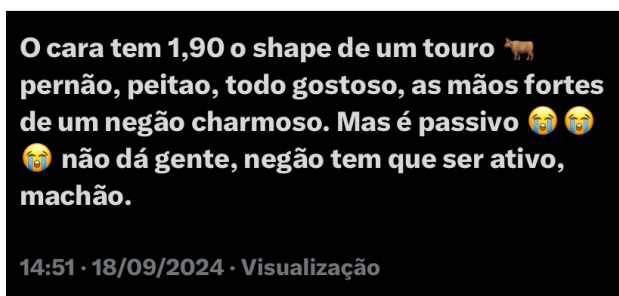 O cara tem 1,90 o shape de um touro 🐂
pernão, peitao, todo gostoso, as mãos fortes
de um negão charmoso. Mas é passivo 😭😭
😭 não dá gente, negão tem que ser ativo,
machão.
14:51 · 18/09/2024 · Visualização